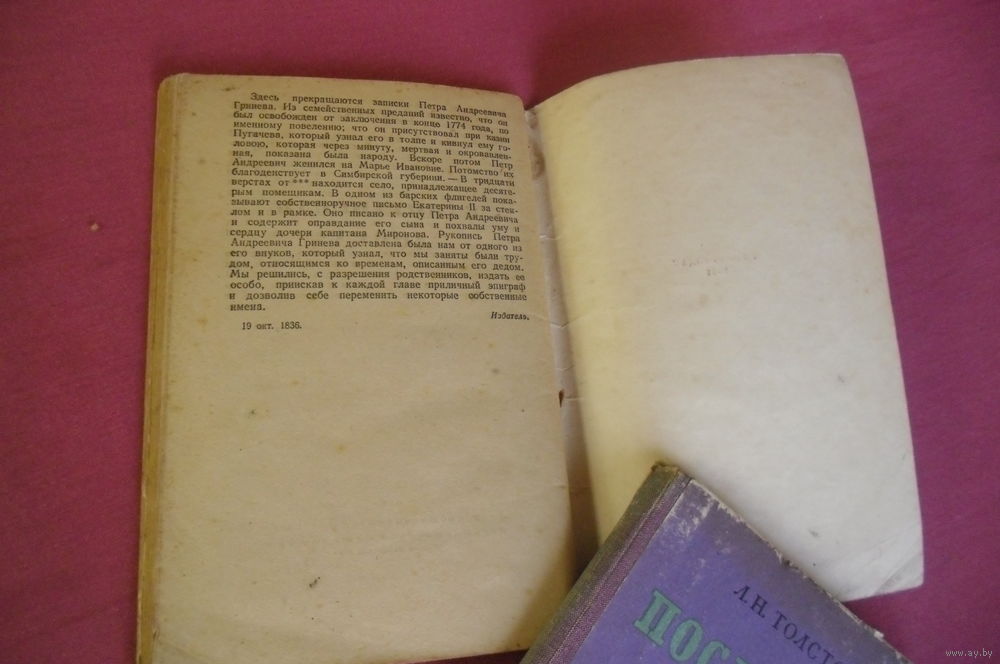 Здесь прекращаются записки Петра Андреевича
Гринева. Из семейственных преданий известно, что он
был освобожден от заключения в конце 1774 года, по
именному повелению; что он присутствовал при казни
Пугачева, который узнал его в толпе и кивнул ему го-
ловою, которая через минуту, мертвая и окровавлен-
ная, показана была народу. Вскоре потом Петр
Андреевич женился на Марье Ивановне. Потомство их
благоденствует в Симбирской губернии. — В тридцати
верстах от *** находится село, принадлежащее десяте-
рым помещикам. В одном из барских флигелей пока-
зывают собственноручное письмо Екатерины II за стек-
лом и в рамке. Оно писано к отцу Петра Андреевича
и содержит оправдание его сына и похвалы уму и
сердцу дочери капитана Миронова. Рукопись Петра
Андреевича Гринева доставлена была нам от одного из
его внуков, который узнал, что мы заняты были тру-
дом, относящимся ко временам, описанным его дедом.
Мы решились, с разрешения родственников, издать ее
особо, приискав к каждой главе приличный эпиграф
и дозволив себе переменить некоторые собственные
имена.
Издатель.
19 окт. 1836.
Л.Н. ТОЛСТ
ПОС
www.ay.by